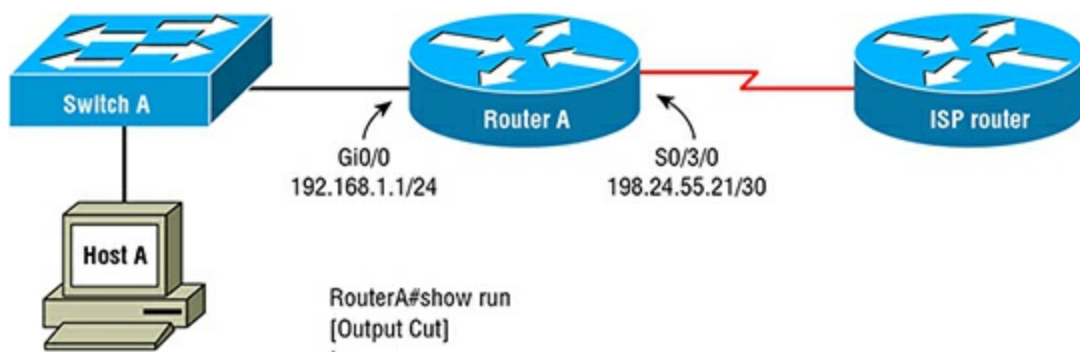 Switch A
Router A
ISP router
Gi0/0
192.168.1.1/24
S0/3/0
198.24.55.21/30
Host A
RouterA#show run
[Output Cut]